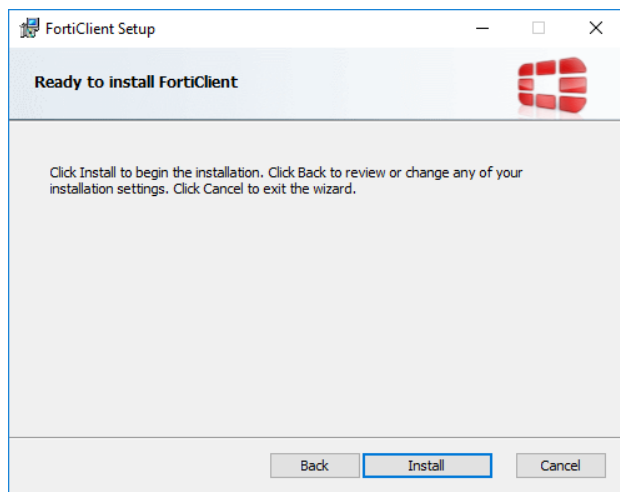 FortiClient Setup
Ready to install FortiClient
Click Install to begin the installation. Click Back to review or change any of your
installation settings. Click Cancel to exit the wizard.
Back
Install
Cancel